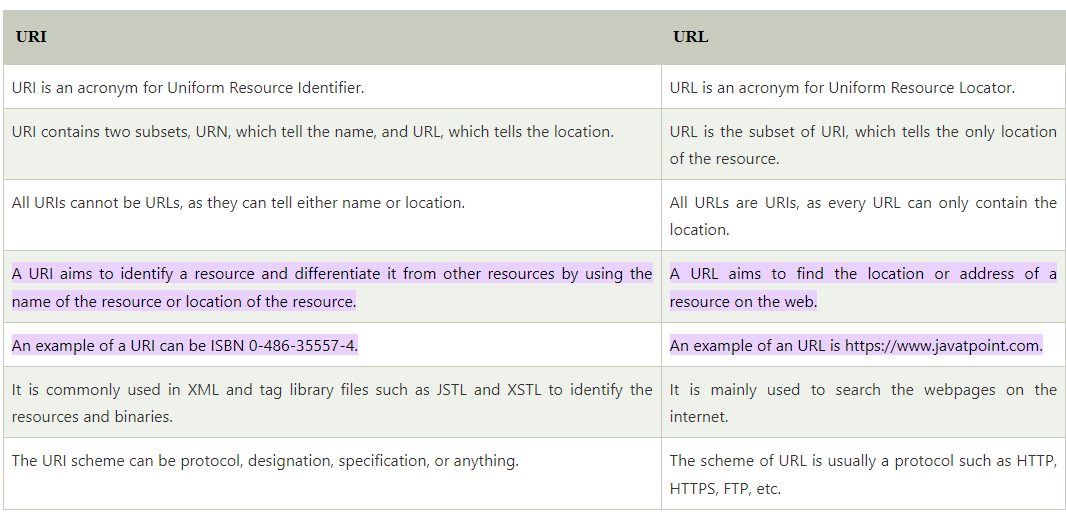 URI
URL
URI is an acronym for Uniform Resource Identifier.
URL is an acronym for Uniform Resource Locator.
URI contains two subsets, URN, which tell the name, and URL, which tells the location.
URL is the subset of URI, which tells the only location
of the resource.
All URIs cannot be URLs, as they can tell either name or location.
All URLs are URIs, as every URL can only contain the
location.
A URI aims to identify a resource and differentiate it from other resources by using the
name of the resource or location of the resource.
A URL aims to find the location or address of a
resource on the web.
An example of a URI can be ISBN 0-486-35557-4.
An example of an URL is https://www.javatpoint.com.
It is commonly used in XML and tag library files such as JSTL and XSTL to identify the
resources and binaries.
It is mainly used to search the webpages on the
internet.
The URI scheme can be protocol, designation, specification, or anything.
The scheme of URL is usually a protocol such as HTTP,
HTTPS, FTP, etc.